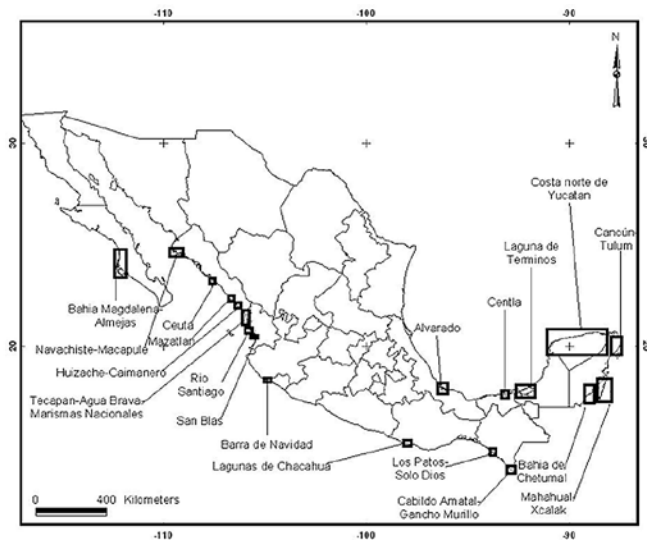 -110
-100
-90
N
30
30
Costa norte de
Yucatan
Cancún-
Tulum
Laguna de
Terminos
Centla
Alvarado
Bahia Magdalena-
Almejas
Ceuta
Navachiste-Macapule
Mazatlan
20
20
Huizache-Caimanero
Rio
Santiago
Tecapan-Agua Brava-
Marismas Nacionales
San Blas
Barra de Navidad
Lagunas de Chacahua
Los Patos-
Solo Dios
Bahia de
Chetumal
Cabildo Amatal-
Gancho Murillo
Mahahual-
Xcalak
0 400 Kilometers
-110
-100
-90